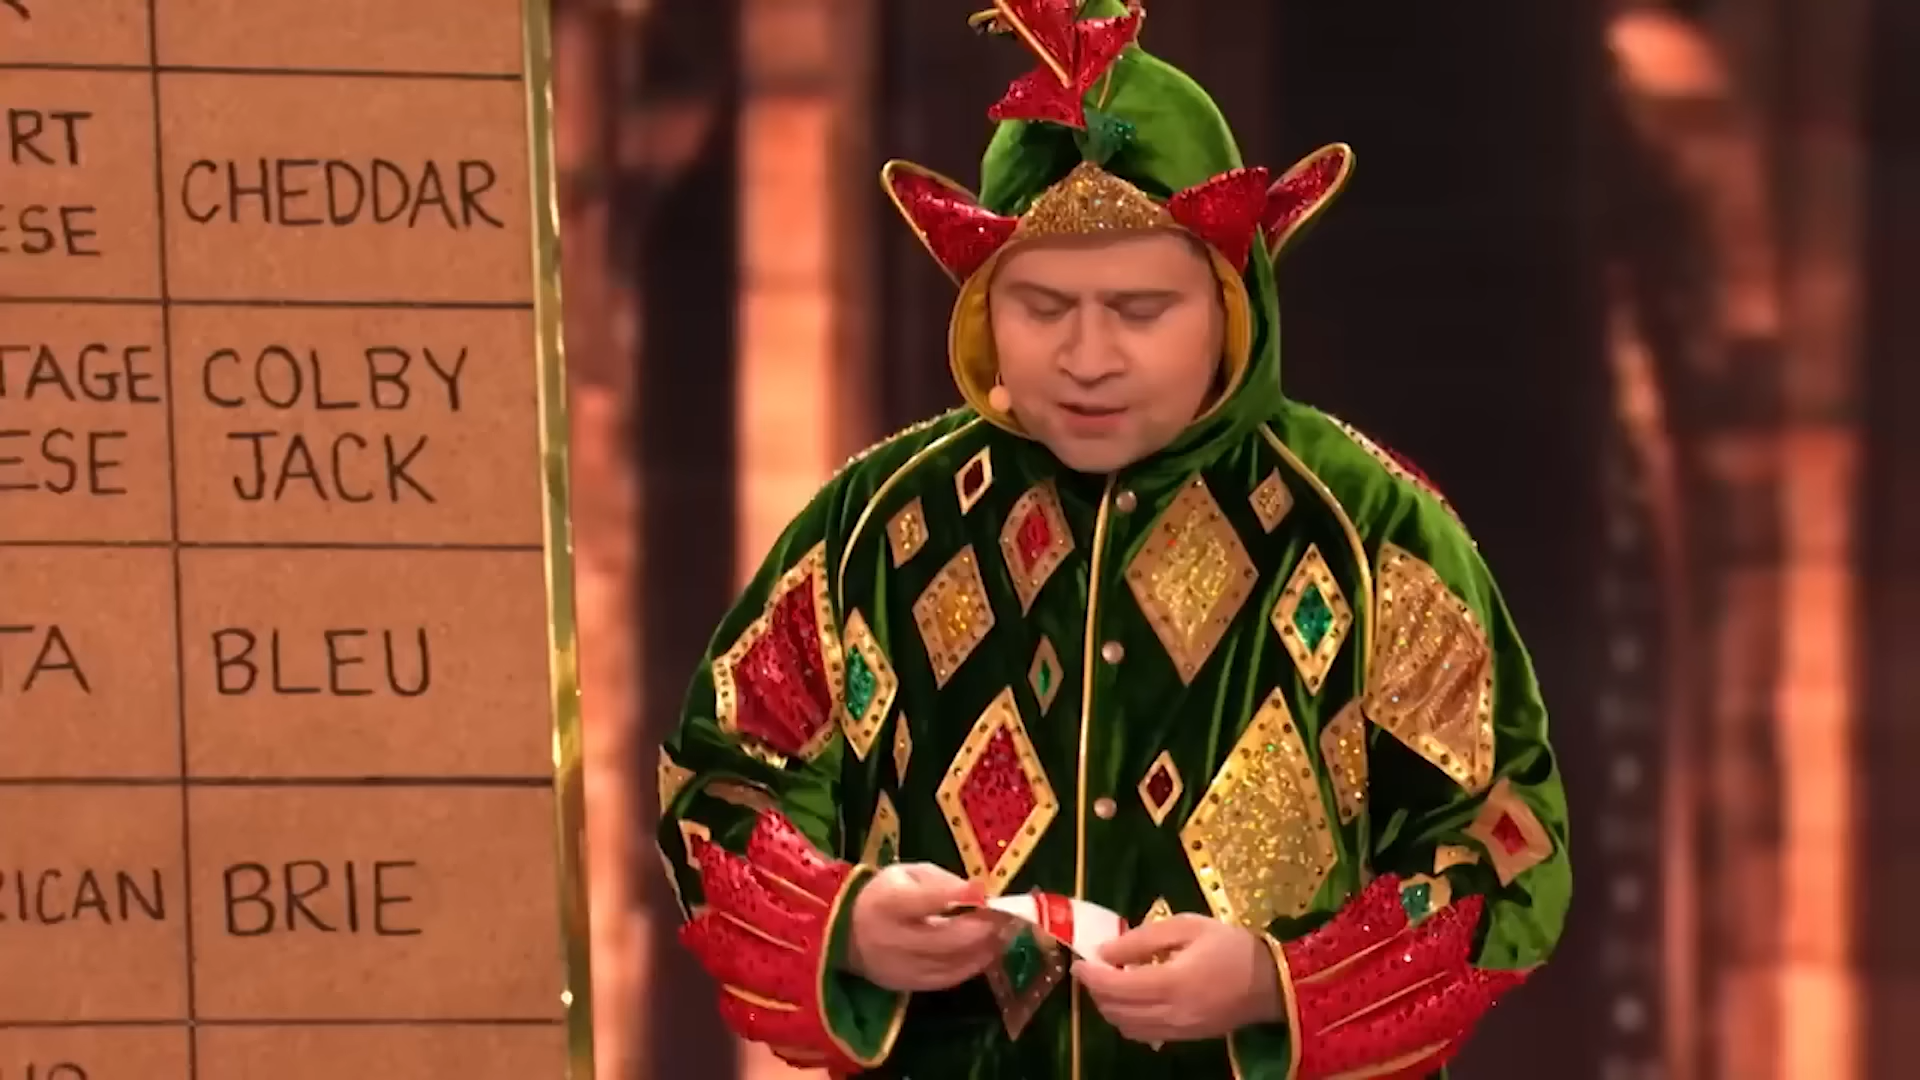 RT
ESE
CHEDDAR
TAGE
ESE
COLBY
JACK
TA
BLEU
RICAN
BRIE